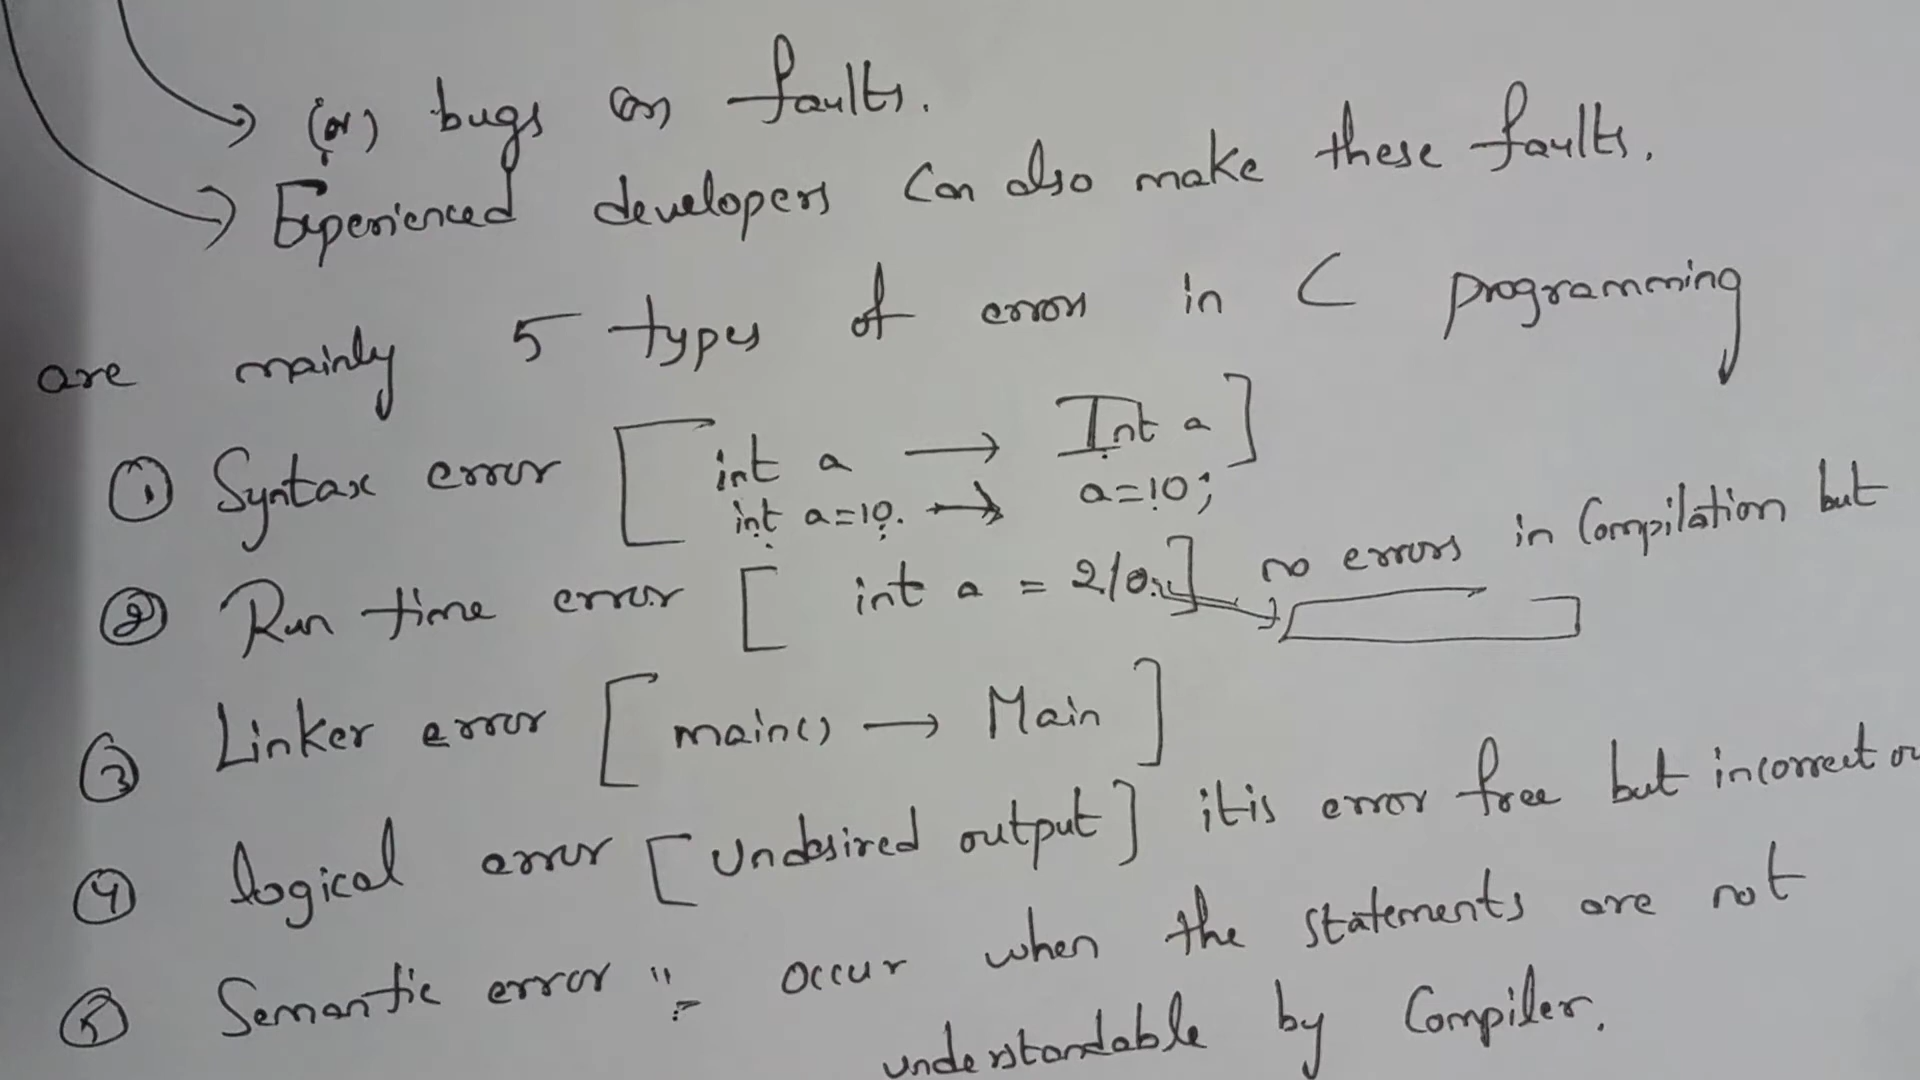 (or) bugs (or) faults.
Experienced developers can also make these faults.
are mainly 5 types of errors in C programming
① Syntax error [ int a → Int a ]
int a=10. → a=10;
② Run time error [ int a = 2/0; ] no errors in Compilation but
③ Linker error [ main() → Main ]
④ logical error [ Undesired output ] it is error free but incorrect ou
⑤ Semantic error :- occur when the statements are not
understandable by Compiler.